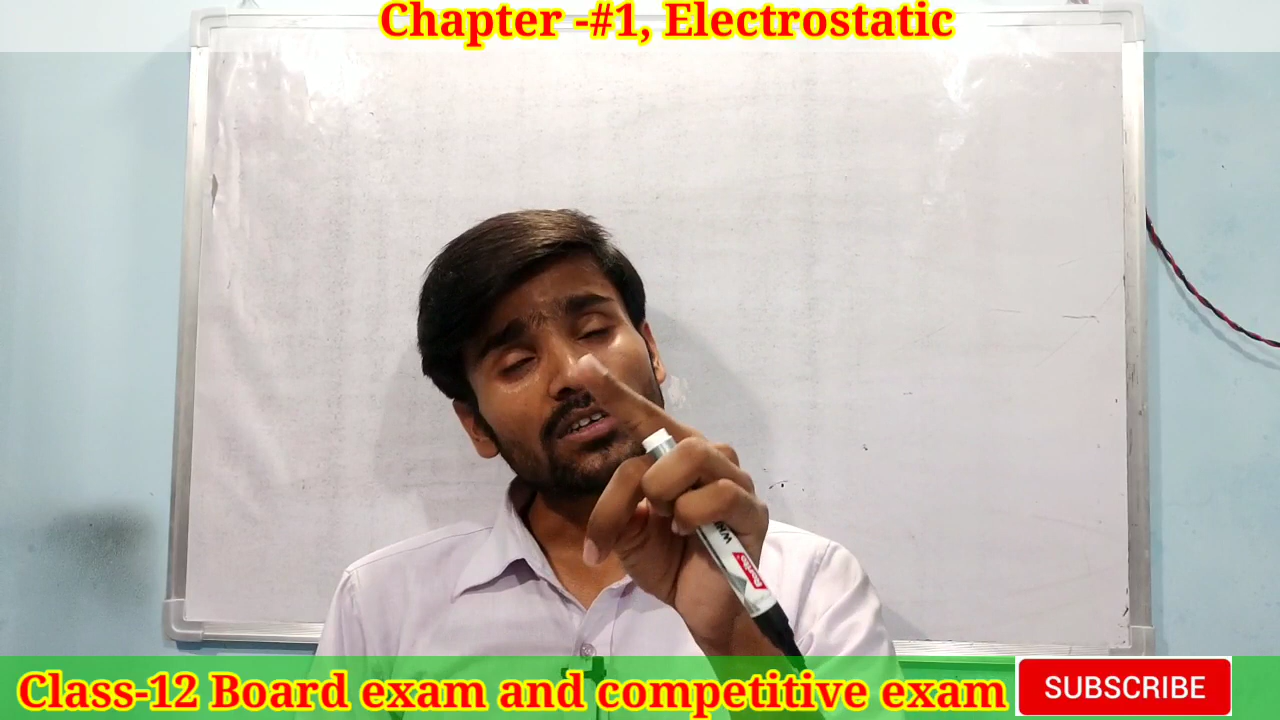 Chapter -#1, Electrostatic
Class-12 Board exam and competitive exam
SUBSCRIBE